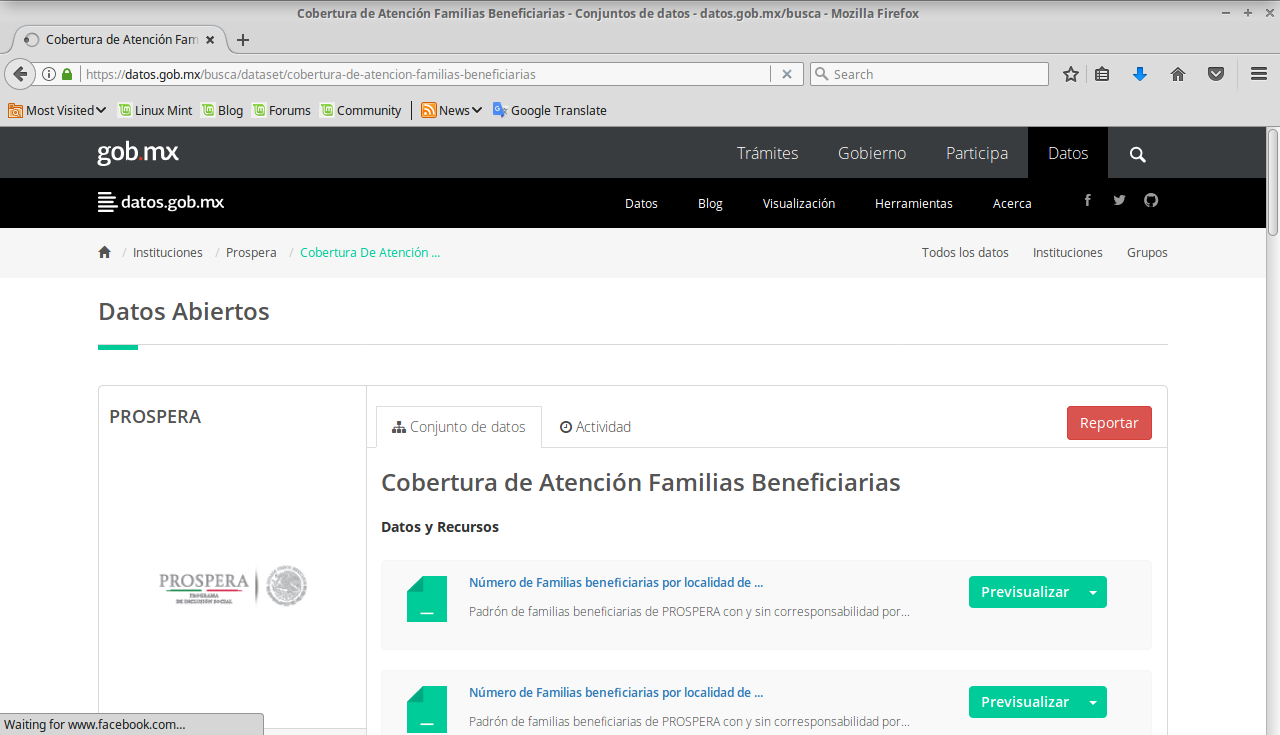 Cobertura de Atención Familias Beneficiarias - Conjuntos de datos - datos.gob.mx/busca - Mozilla Firefox
Cobertura de Atención Fam
https://datos.gob.mx/busca/dataset/cobertura-de-atencion-familias-beneficiarias
Search
Most Visited Linux Mint Blog Forums Community News Google Translate
gob.mx Trámites Gobierno Participa Datos
datos.gob.mx Datos Blog Visualización Herramientas Acerca
/ Instituciones / Prospera / Cobertura De Atención ... Todos los datos Instituciones Grupos
Datos Abiertos
PROSPERA
Conjunto de datos Actividad Reportar
Cobertura de Atención Familias Beneficiarias
Datos y Recursos
Número de Familias beneficiarias por localidad de ... Previsualizar
Padrón de familias beneficiarias de PROSPERA con y sin corresponsabilidad por...
PROSPERA
PROGRAMA
DE INCLUSIÓN SOCIAL
Número de Familias beneficiarias por localidad de ... Previsualizar
Padrón de familias beneficiarias de PROSPERA con y sin corresponsabilidad por...
Waiting for www.facebook.com...